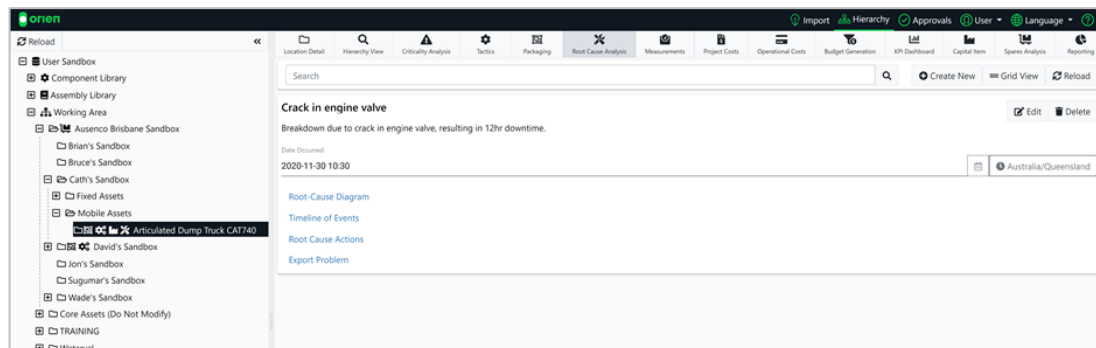 orien
Import Hierarchy Approvals User Language
Reload
Location Detail Hierarchy View Criticality Analysis Tactics Packaging Root Cause Analysis Measurements Project Costs Operational Costs Budget Generation KPI Dashboard Capital Item Spares Analysis Reporting
User Sandbox
Component Library
Assembly Library
Working Area
Ausenco Brisbane Sandbox
Brian's Sandbox
Bruce's Sandbox
Cath's Sandbox
Fixed Assets
Mobile Assets
Articulated Dump Truck CAT740
David's Sandbox
Jon's Sandbox
Sugumar's Sandbox
Wade's Sandbox
Core Assets (Do Not Modify)
TRAINING
Search
Create New Grid View Reload
Crack in engine valve
Edit Delete
Breakdown due to crack in engine valve, resulting in 12hr downtime.
Date Occurred
2020-11-30 10:30
Australia/Queensland
Root-Cause Diagram
Timeline of Events
Root Cause Actions
Export Problem